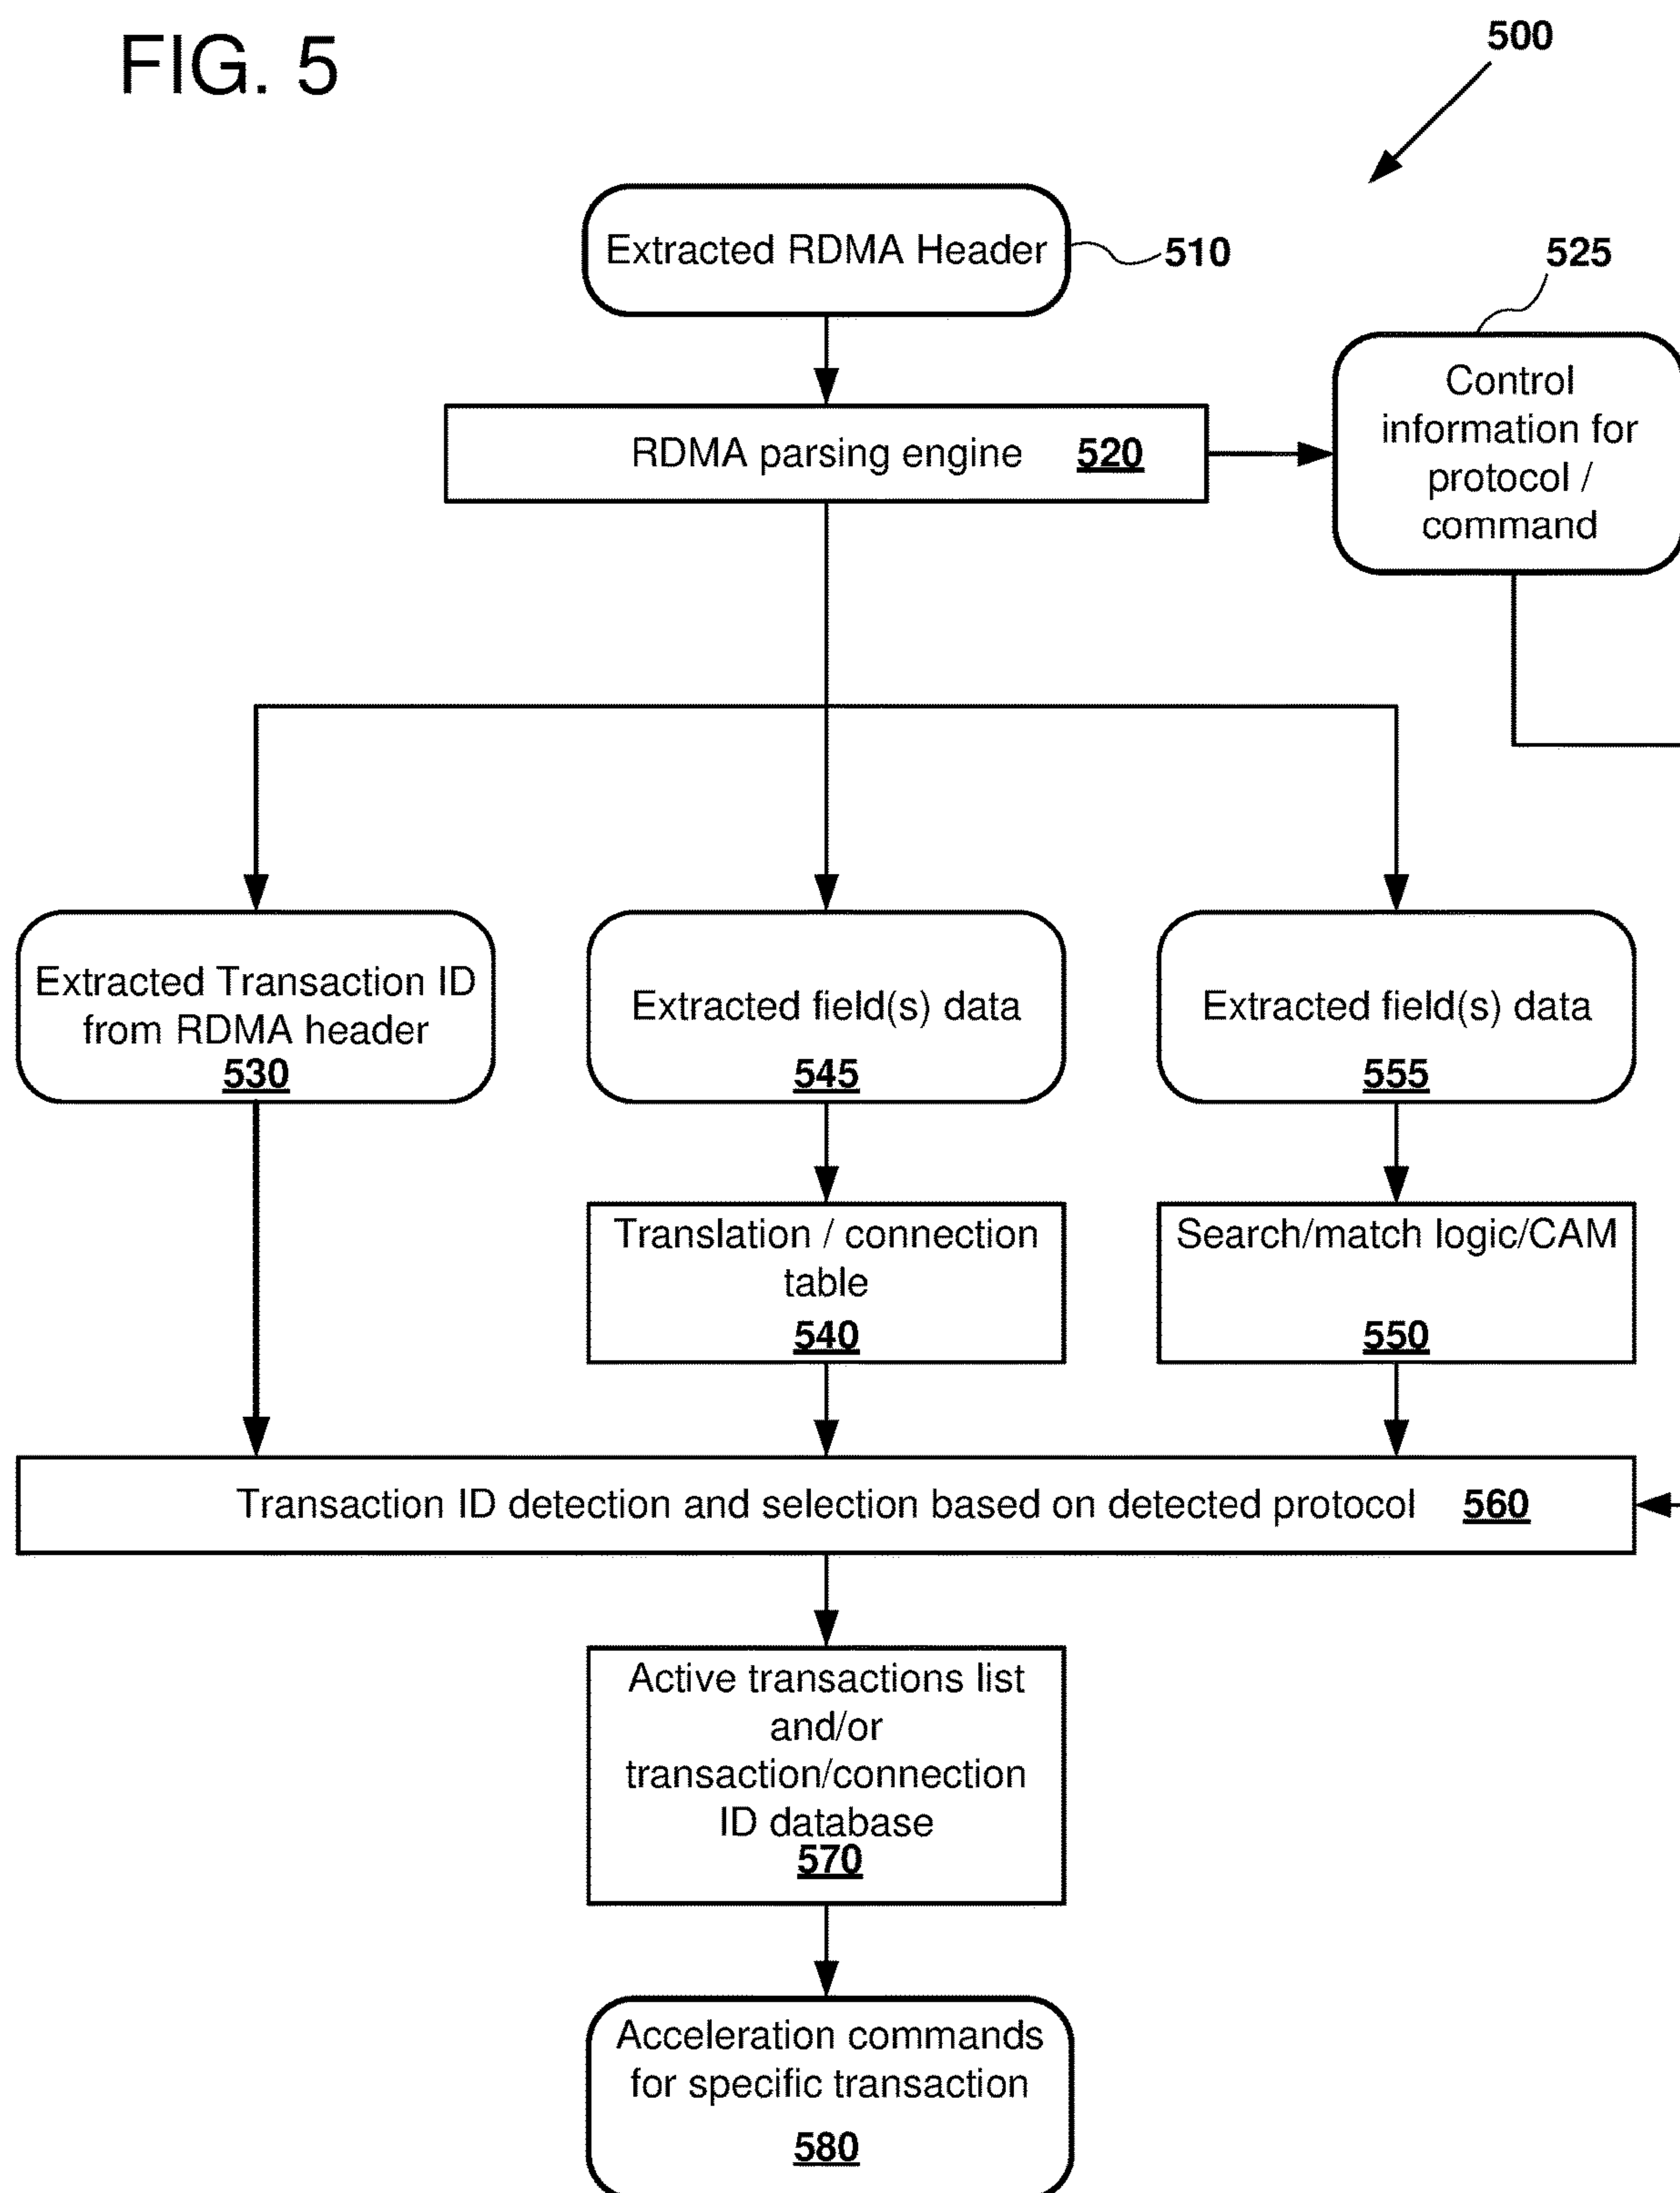 FIG. 5
500
Extracted RDMA Header
510
525
Control
information for
protocol /
command
RDMA parsing engine 520
Extracted Transaction ID
from RDMA header
530
Extracted field(s) data
545
Extracted field(s) data
555
Translation / connection
table
540
Search/match logic/CAM
550
Transaction ID detection and selection based on detected protocol 560
Active transactions list
and/or
transaction/connection
ID database
570
Acceleration commands
for specific transaction
580